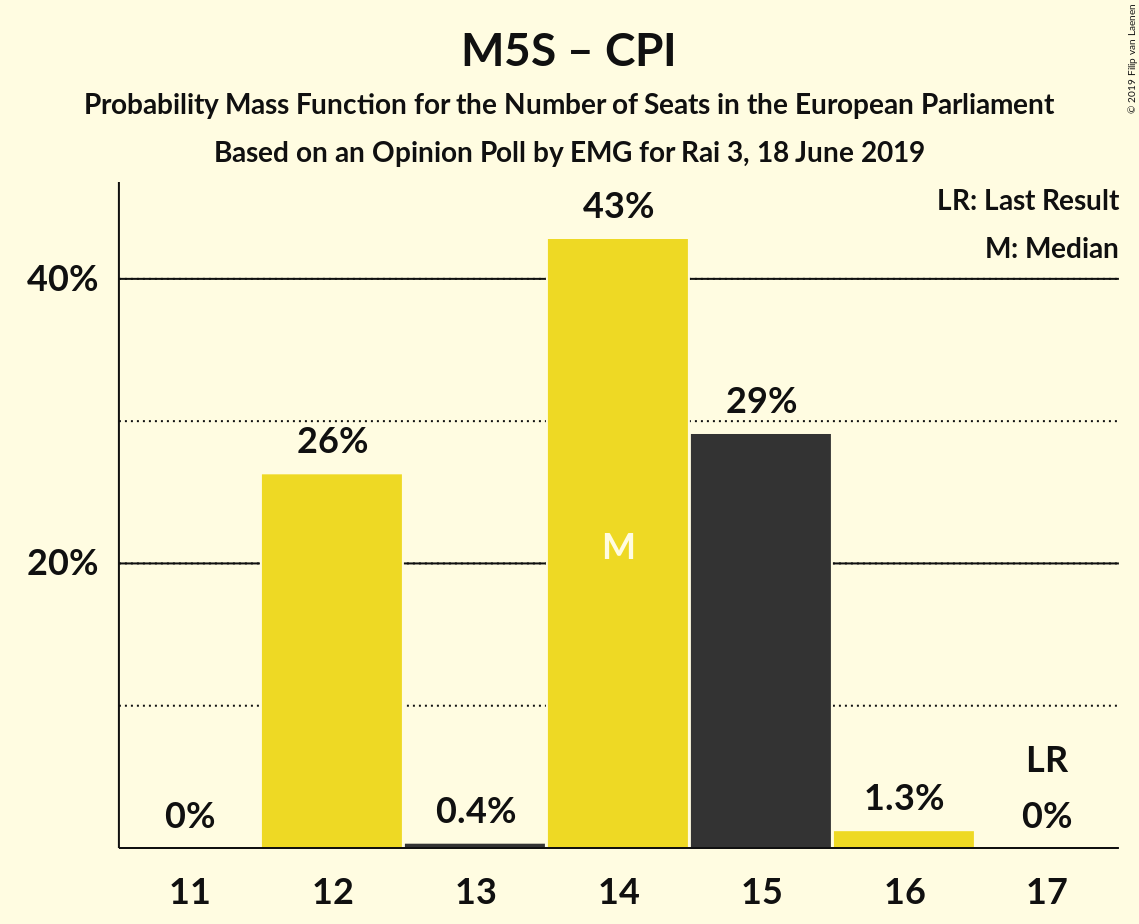 M5S – CPI
Probability Mass Function for the Number of Seats in the European Parliament
Based on an Opinion Poll by EMG for Rai 3, 18 June 2019
© 2019 Filip van Laenen
LR: Last Result
M: Median
43%
40%
29%
26%
M
20%
LR
1.3%
0.4%
0%
0%
11 12 13 14 15 16 17